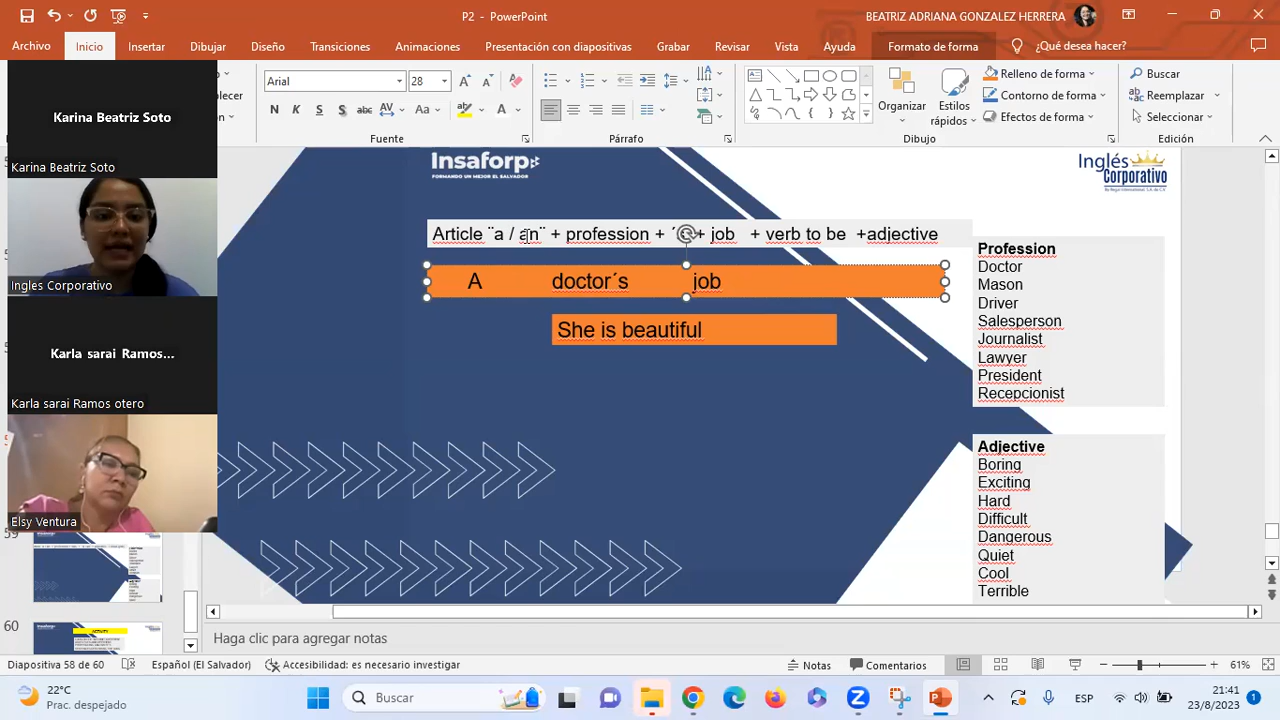 P2 - PowerPoint
BEATRIZ ADRIANA GONZALEZ HERRERA
Archivo Inicio Insertar Dibujar Diseño Transiciones Animaciones Presentación con diapositivas Grabar Revisar Vista Ayuda Formato de forma ¿Qué desea hacer?
Arial 28
Relleno de forma
Contorno de forma
Efectos de forma
Organizar
Estilos rápidos
Buscar
Reemplazar
Seleccionar
Fuente Párrafo Dibujo Edición
Karina Beatriz Soto
Karina Beatriz Soto
Ingles Corporativo
Karla sarai Ramos...
Karla sarai Ramos otero
Elsy Ventura
Insaforp
FORMANDO UN MEJOR EL SALVADOR
Inglés
Corporativo
Article ¨a / an¨ + profession + + job + verb to be +adjective
A doctor´s job
She is beautiful
Profession
Doctor
Mason
Driver
Salesperson
Journalist
Lawyer
President
Recepcionist
Adjective
Boring
Exciting
Hard
Difficult
Dangerous
Quiet
Cool
Terrible
59
60
Haga clic para agregar notas
Diapositiva 58 de 60 Español (El Salvador) Accesibilidad: es necesario investigar Notas Comentarios 61%
22°C
Prac. despejado
Buscar
ESP
21:41
23/8/2023